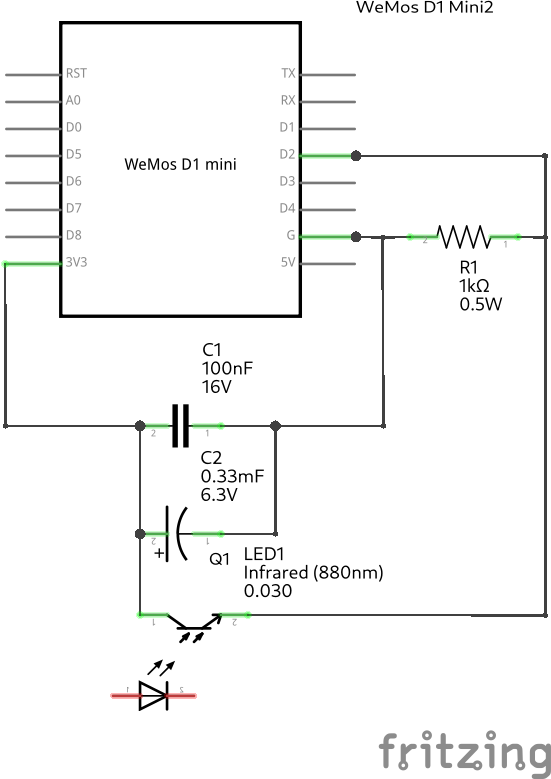 WeMos D1 Mini2
RST
TX
A0
RX
D0
D1
D5
WeMos D1 mini
D2
D6
D3
D7
D4
D8
G
3V3
5V
2
1
R1
1kΩ
0.5W
C1
100nF
16V
2
1
C2
0.33mF
6.3V
2
1
+
Q1
LED1
Infrared (880nm)
0.030
1
2
1
2
fritzing